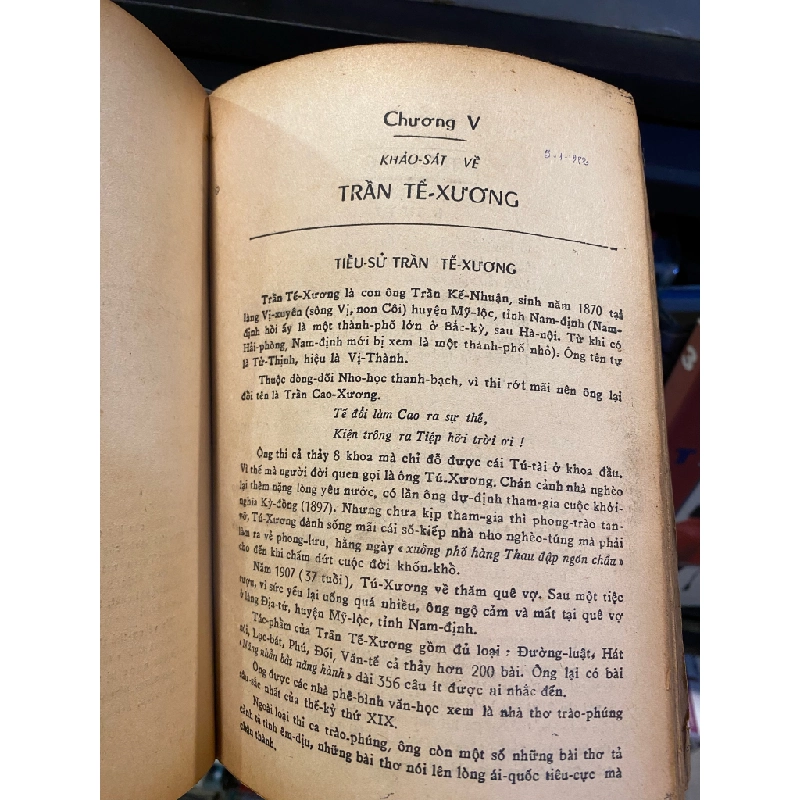 Chương V
KHẢO-SÁT VỀ
TRẦN TẾ-XƯƠNG
TIỀU-SỬ TRẦN TẾ-XƯƠNG
Trần Tế-Xương là con ông Trần Kế-Nhuận, sinh năm 1870 tại
làng Vị-xuyên (sông Vị, non Côi) huyện Mỹ-lộc, tỉnh Nam-định (Nam-
định hồi ấy là một thành-phố lớn ở Bắc-kỳ, sau Hà-nội. Từ khi có
Hải-phòng, Nam-định mới bị xem là một thành-phố nhỏ). Ông tên tự
là Tử-Thịnh, hiệu là Vị-Thành.
Thuộc dòng-dõi Nho-học thanh-bạch, vì thi rớt mãi nên ông lại
đổi tên là Trần Cao-Xương.
Tế đổi làm Cao ra sự thế,
Kiện trông ra Tiệp hỡi trời ơi !
Ông thi cả thảy 8 khoa mà chỉ đỗ được cái Tú-tài ở khoa đầu.
Vì thế mà người đời quen gọi là ông Tú-Xương. Chán cảnh nhà nghèo
lại thêm nặng lòng yêu nước, có lần ông dự-định tham-gia cuộc khởi-
nghĩa Kỳ-đồng (1897). Nhưng chưa kịp tham-gia thì phong-trào tan-
vỡ, Tú-Xương đành sống mãi cái số-kiếp nhà nho nghèo-túng mà phải
làm ra vẻ phong-lưu, hằng ngày « xuống phố hàng Thau dập ngón chầu »
cho đến khi chấm dứt cuộc đời khốn-khổ.
Năm 1907 (37 tuổi), Tú-Xương về thăm quê vợ. Sau một tiệc
rượu, vì sức yếu lại uống quá nhiều, ông ngộ cảm và mất tại quê vợ
ở làng Địa-tứ, huyện Mỹ-lộc, tỉnh Nam-định.
Tác-phẩm của Trần Tế-Xương gồm đủ loại : Đường-luật, Hát
nói, Lục-bát, Phú, Đối, Văn-tế cả thảy hơn 200 bài. Ông lại có bài
dài 356 câu ít được ai nhắc đến.
Ông được các nhà phê-bình văn-học xem là nhà thơ trào-phúng
sâu-sắc nhất của thế-kỷ thứ XIX.
Ngoài loại thi ca trào-phúng, ông còn một số những bài thơ tả
cảnh tả tình êm-dịu, những bài thơ nói lên lòng ái-quốc tiêu-cực mà
chân thành.